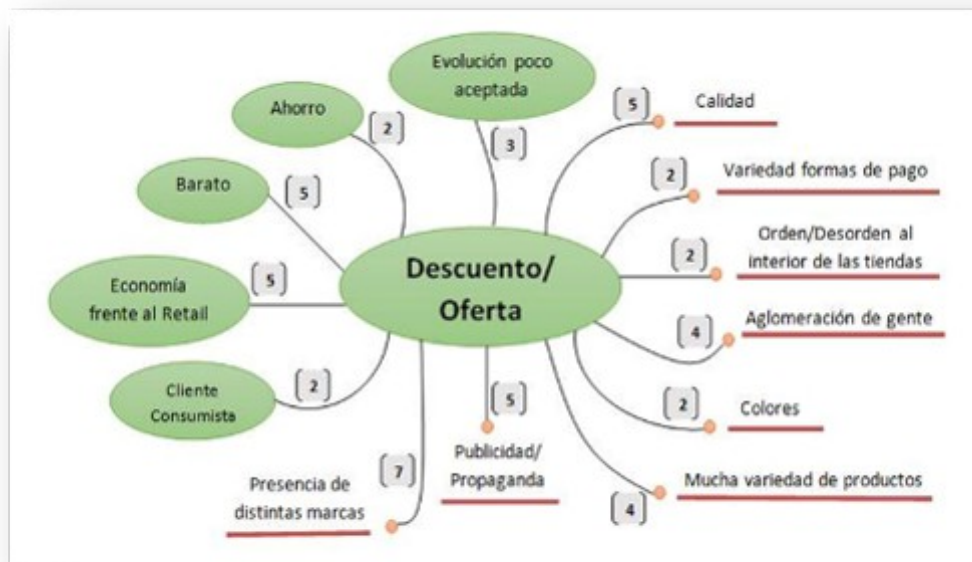 Evolución poco
aceptada
[3]
Ahorro
[2]
Barato
[5]
Economía
frente al Retail
[5]
Cliente
Consumista
[2]
Descuento/
Oferta
[5]
Calidad
[2]
Variedad formas de pago
[2]
Orden/Desorden al
interior de las tiendas
[4]
Aglomeración de gente
[2]
Colores
[4]
Mucha variedad de productos
[5]
Publicidad/
Propaganda
[7]
Presencia de
distintas marcas